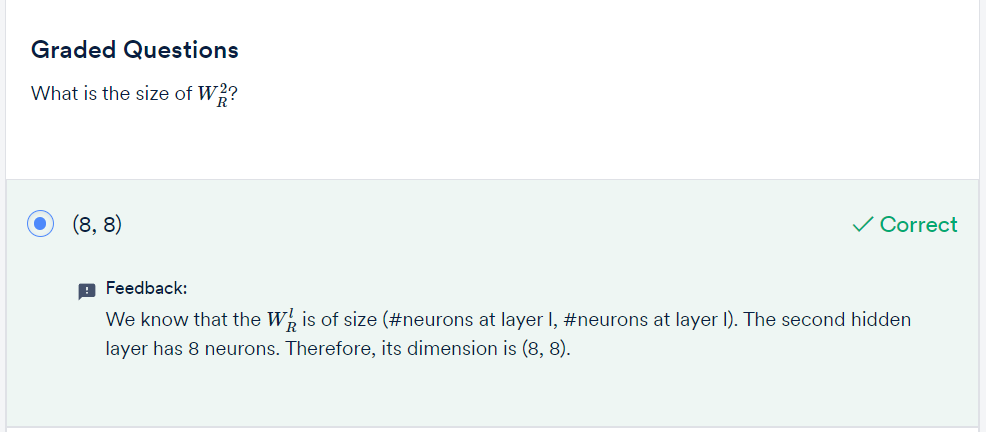 Graded Questions
What is the size of $W_R^2$?
(8, 8)
Correct
Feedback:
We know that the $W_R^l$ is of size (#neurons at layer l, #neurons at layer l). The second hidden
layer has 8 neurons. Therefore, its dimension is (8, 8).